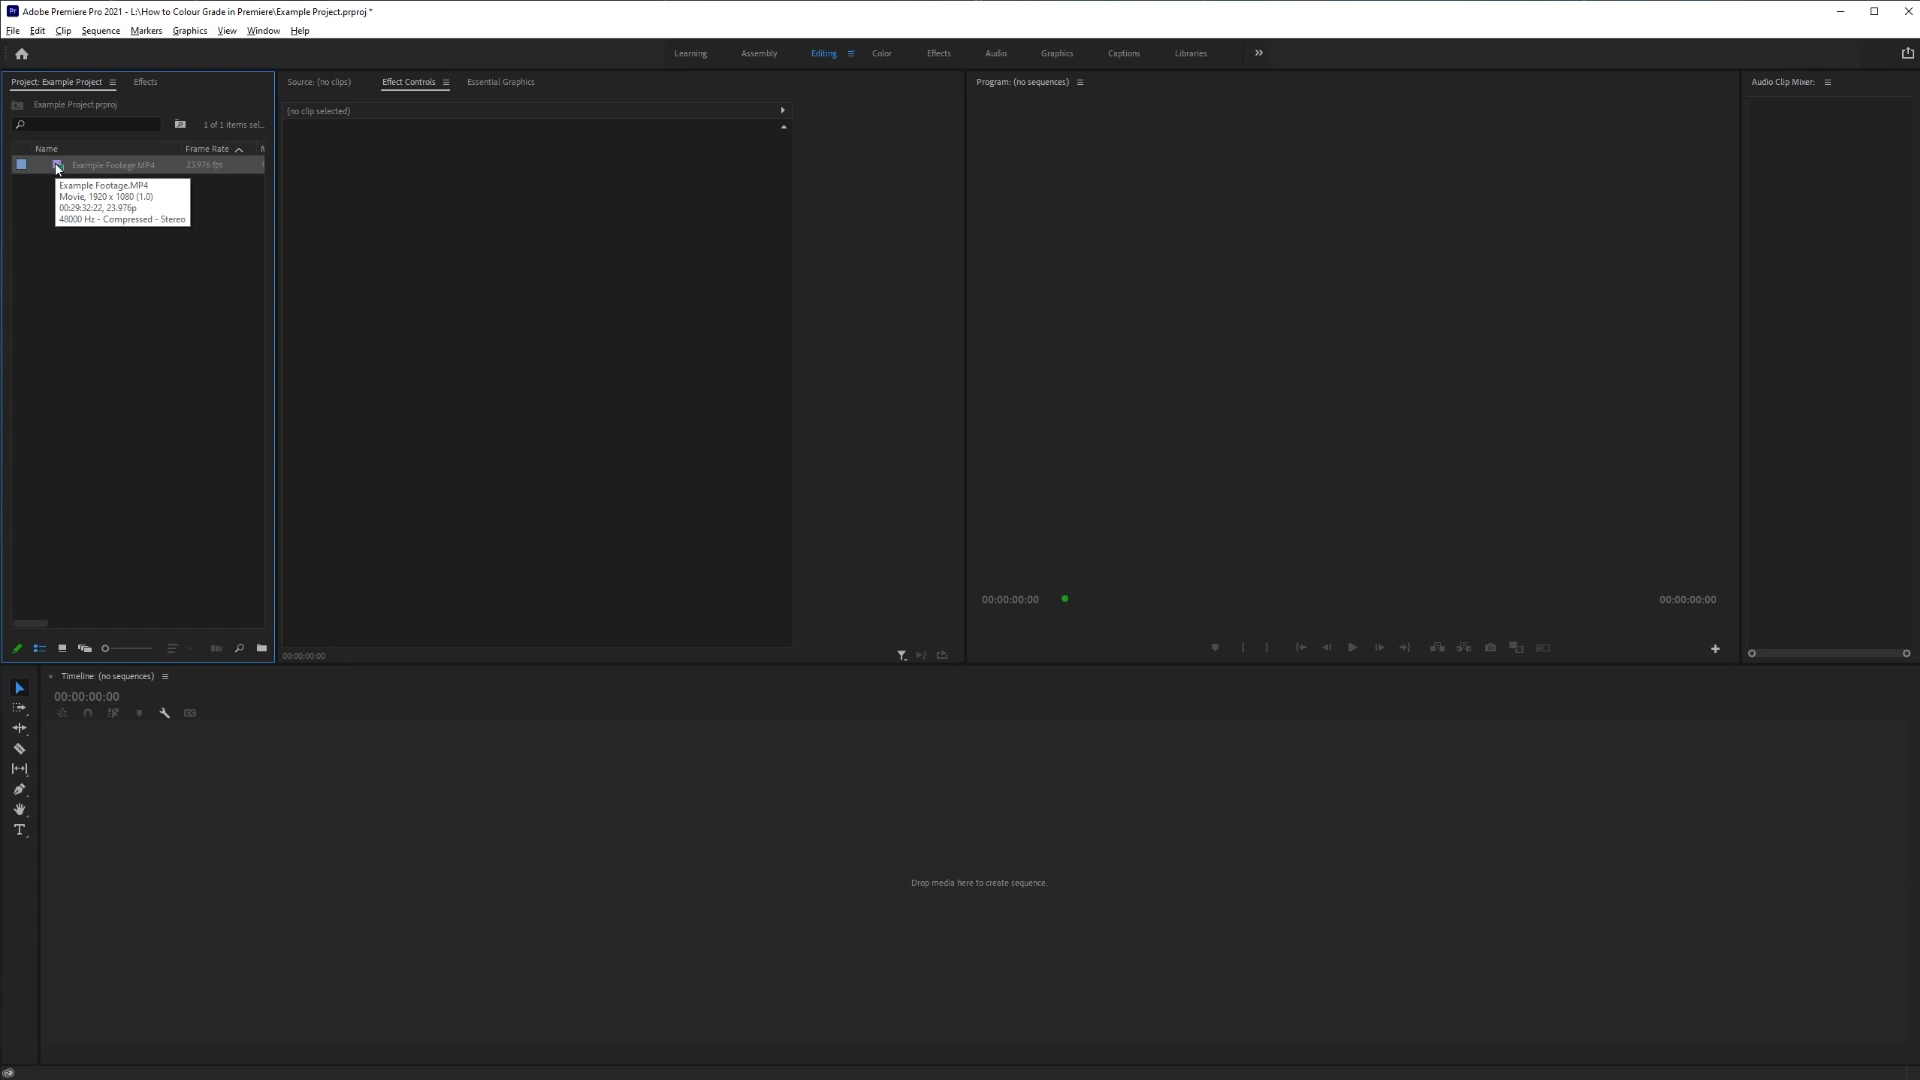 Adobe Premiere Pro 2021 - L:\How to Colour Grade in Premiere\Example Project.prproj *
File Edit Clip Sequence Markers Graphics View Window Help
Learning Assembly Editing Color Effects Audio Graphics Captions Libraries
Project: Example Project Effects
Source: (no clips) Effect Controls Essential Graphics
Program: (no sequences)
Audio Clip Mixer:
Example Project.prproj
(no clip selected)
1 of 1 items sel...
Name Frame Rate
Example Footage.MP4 23.976 fps
Example Footage.MP4
Movie, 1920 x 1080 (1.0)
00:29:32:22, 23.976p
48000 Hz - Compressed - Stereo
00:00:00:00 00:00:00:00
00:00:00:00
Timeline: (no sequences)
00:00:00:00
Drop media here to create sequence.